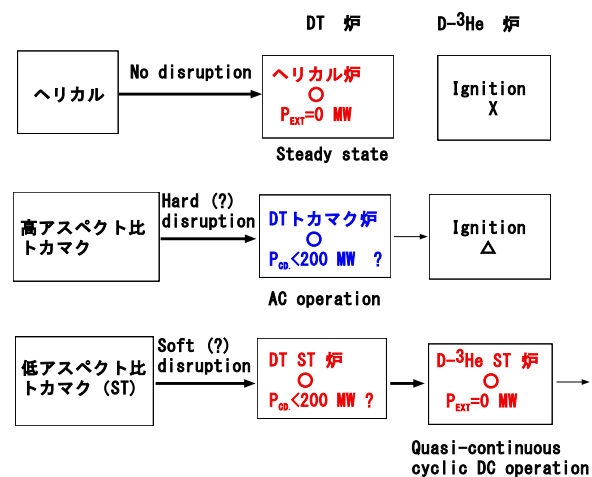 DT 炉
D-³He 炉
ヘリカル
No disruption
ヘリカル炉
○
P_EXT=0 MW
Steady state
Ignition
X
高アスペクト比
トカマク
Hard (?)
disruption
DTトカマク炉
○
P_CD.<200 MW ?
AC operation
Ignition
△
低アスペクト比
トカマク (ST)
Soft (?)
disruption
DT ST 炉
○
P_CD.<200 MW ?
D-³He ST 炉
○
P_EXT=0 MW
Quasi-continuous
cyclic DC operation